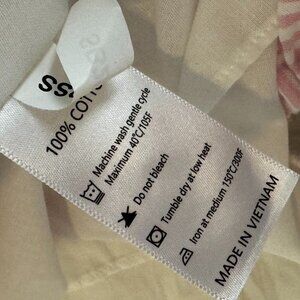 100% COTTO
Machine wash gentle cycle
Maximum 40°C/105F
Do not bleach
Tumble dry at low heat
Iron at medium 150°C/300F
MADE IN VIETNAM